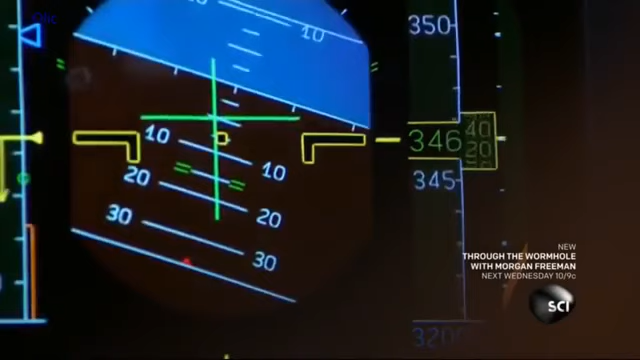 10
350
10 10
346 40
20
20 20
345
30 30
NEW
THROUGH THE WORMHOLE
WITH MORGAN FREEMAN
NEXT WEDNESDAY 10/9c
SCI
320